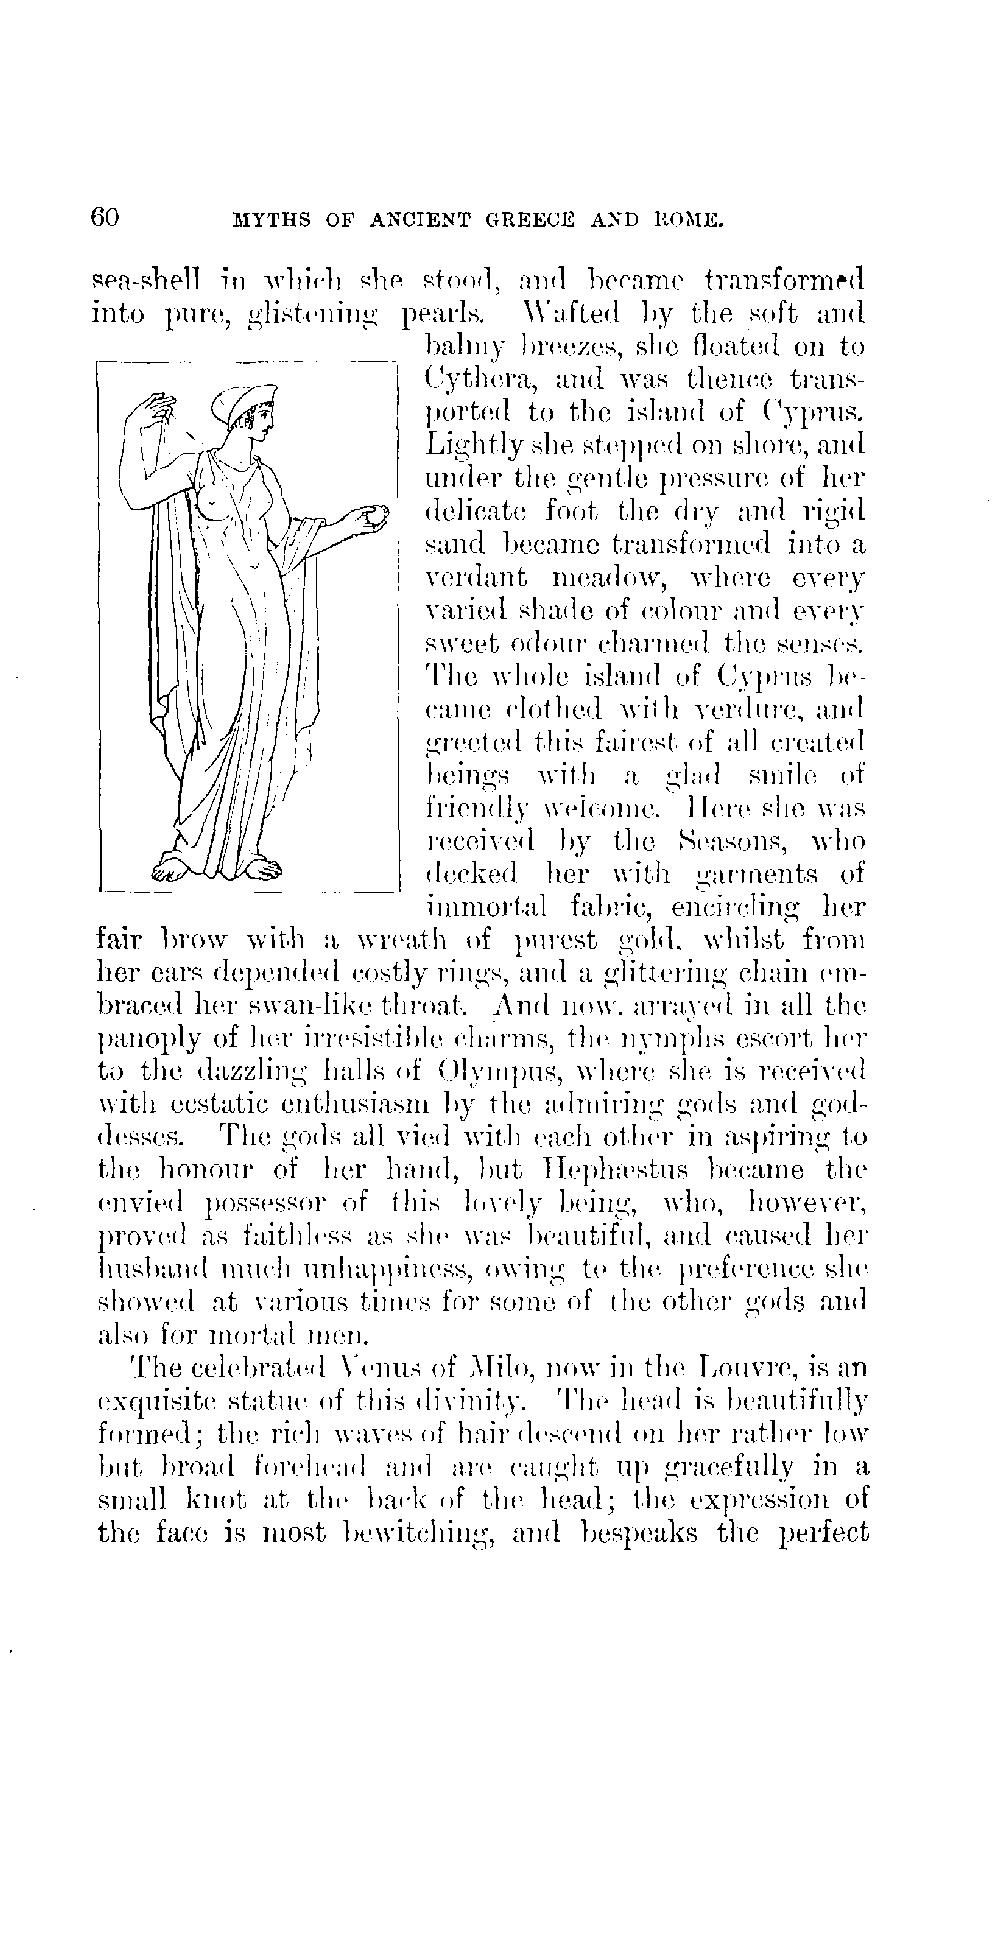 60 MYTHS OF ANCIENT GREECE AND ROME.
sea-shell in which she stood, and became transformed
into pure, glistening pearls. Wafted by the soft and
balmy breezes, she floated on to
Cythera, and was thence trans-
ported to the island of Cyprus.
Lightly she stepped on shore, and
under the gentle pressure of her
delicate foot the dry and rigid
sand became transformed into a
verdant meadow, where every
varied shade of colour and every
sweet odour charmed the senses.
The whole island of Cyprus be-
came clothed with verdure, and
greeted this fairest of all created
beings with a glad smile of
friendly welcome. Here she was
received by the Seasons, who
decked her with garments of
immortal fabric, encircling her
fair brow with a wreath of purest gold, whilst from
her ears depended costly rings, and a glittering chain em-
braced her swan-like throat. And now, arrayed in all the
panoply of her irresistible charms, the nymphs escort her
to the dazzling halls of Olympus, where she is received
with ecstatic enthusiasm by the admiring gods and god-
desses. The gods all vied with each other in aspiring to
the honour of her hand, but Hephæstus became the
envied possessor of this lovely being, who, however,
proved as faithless as she was beautiful, and caused her
husband much unhappiness, owing to the preference she
showed at various times for some of the other gods and
also for mortal men.
The celebrated Venus of Milo, now in the Louvre, is an
exquisite statue of this divinity. The head is beautifully
formed; the rich waves of hair descend on her rather low
but broad forehead and are caught up gracefully in a
small knot at the back of the head; the expression of
the face is most bewitching, and bespeaks the perfect